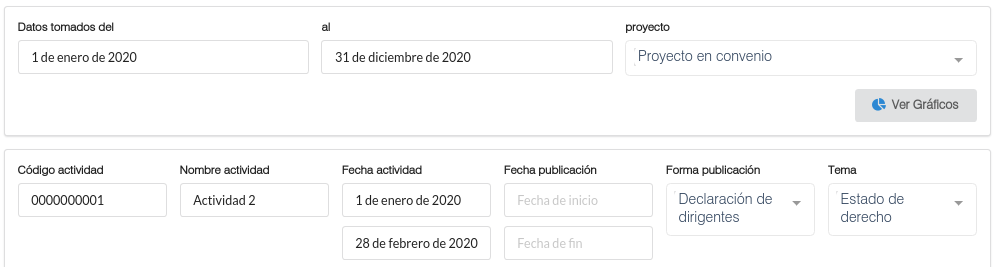 Datos tomados del
al
proyecto
1 de enero de 2020
31 de diciembre de 2020
Proyecto en convenio
Ver Gráficos
Código actividad
Nombre actividad
Fecha actividad
Fecha publicación
Forma publicación
Tema
0000000001
Actividad 2
1 de enero de 2020
Fecha de inicio
Declaración de
dirigentes
Estado de
derecho
28 de febrero de 2020
Fecha de fin